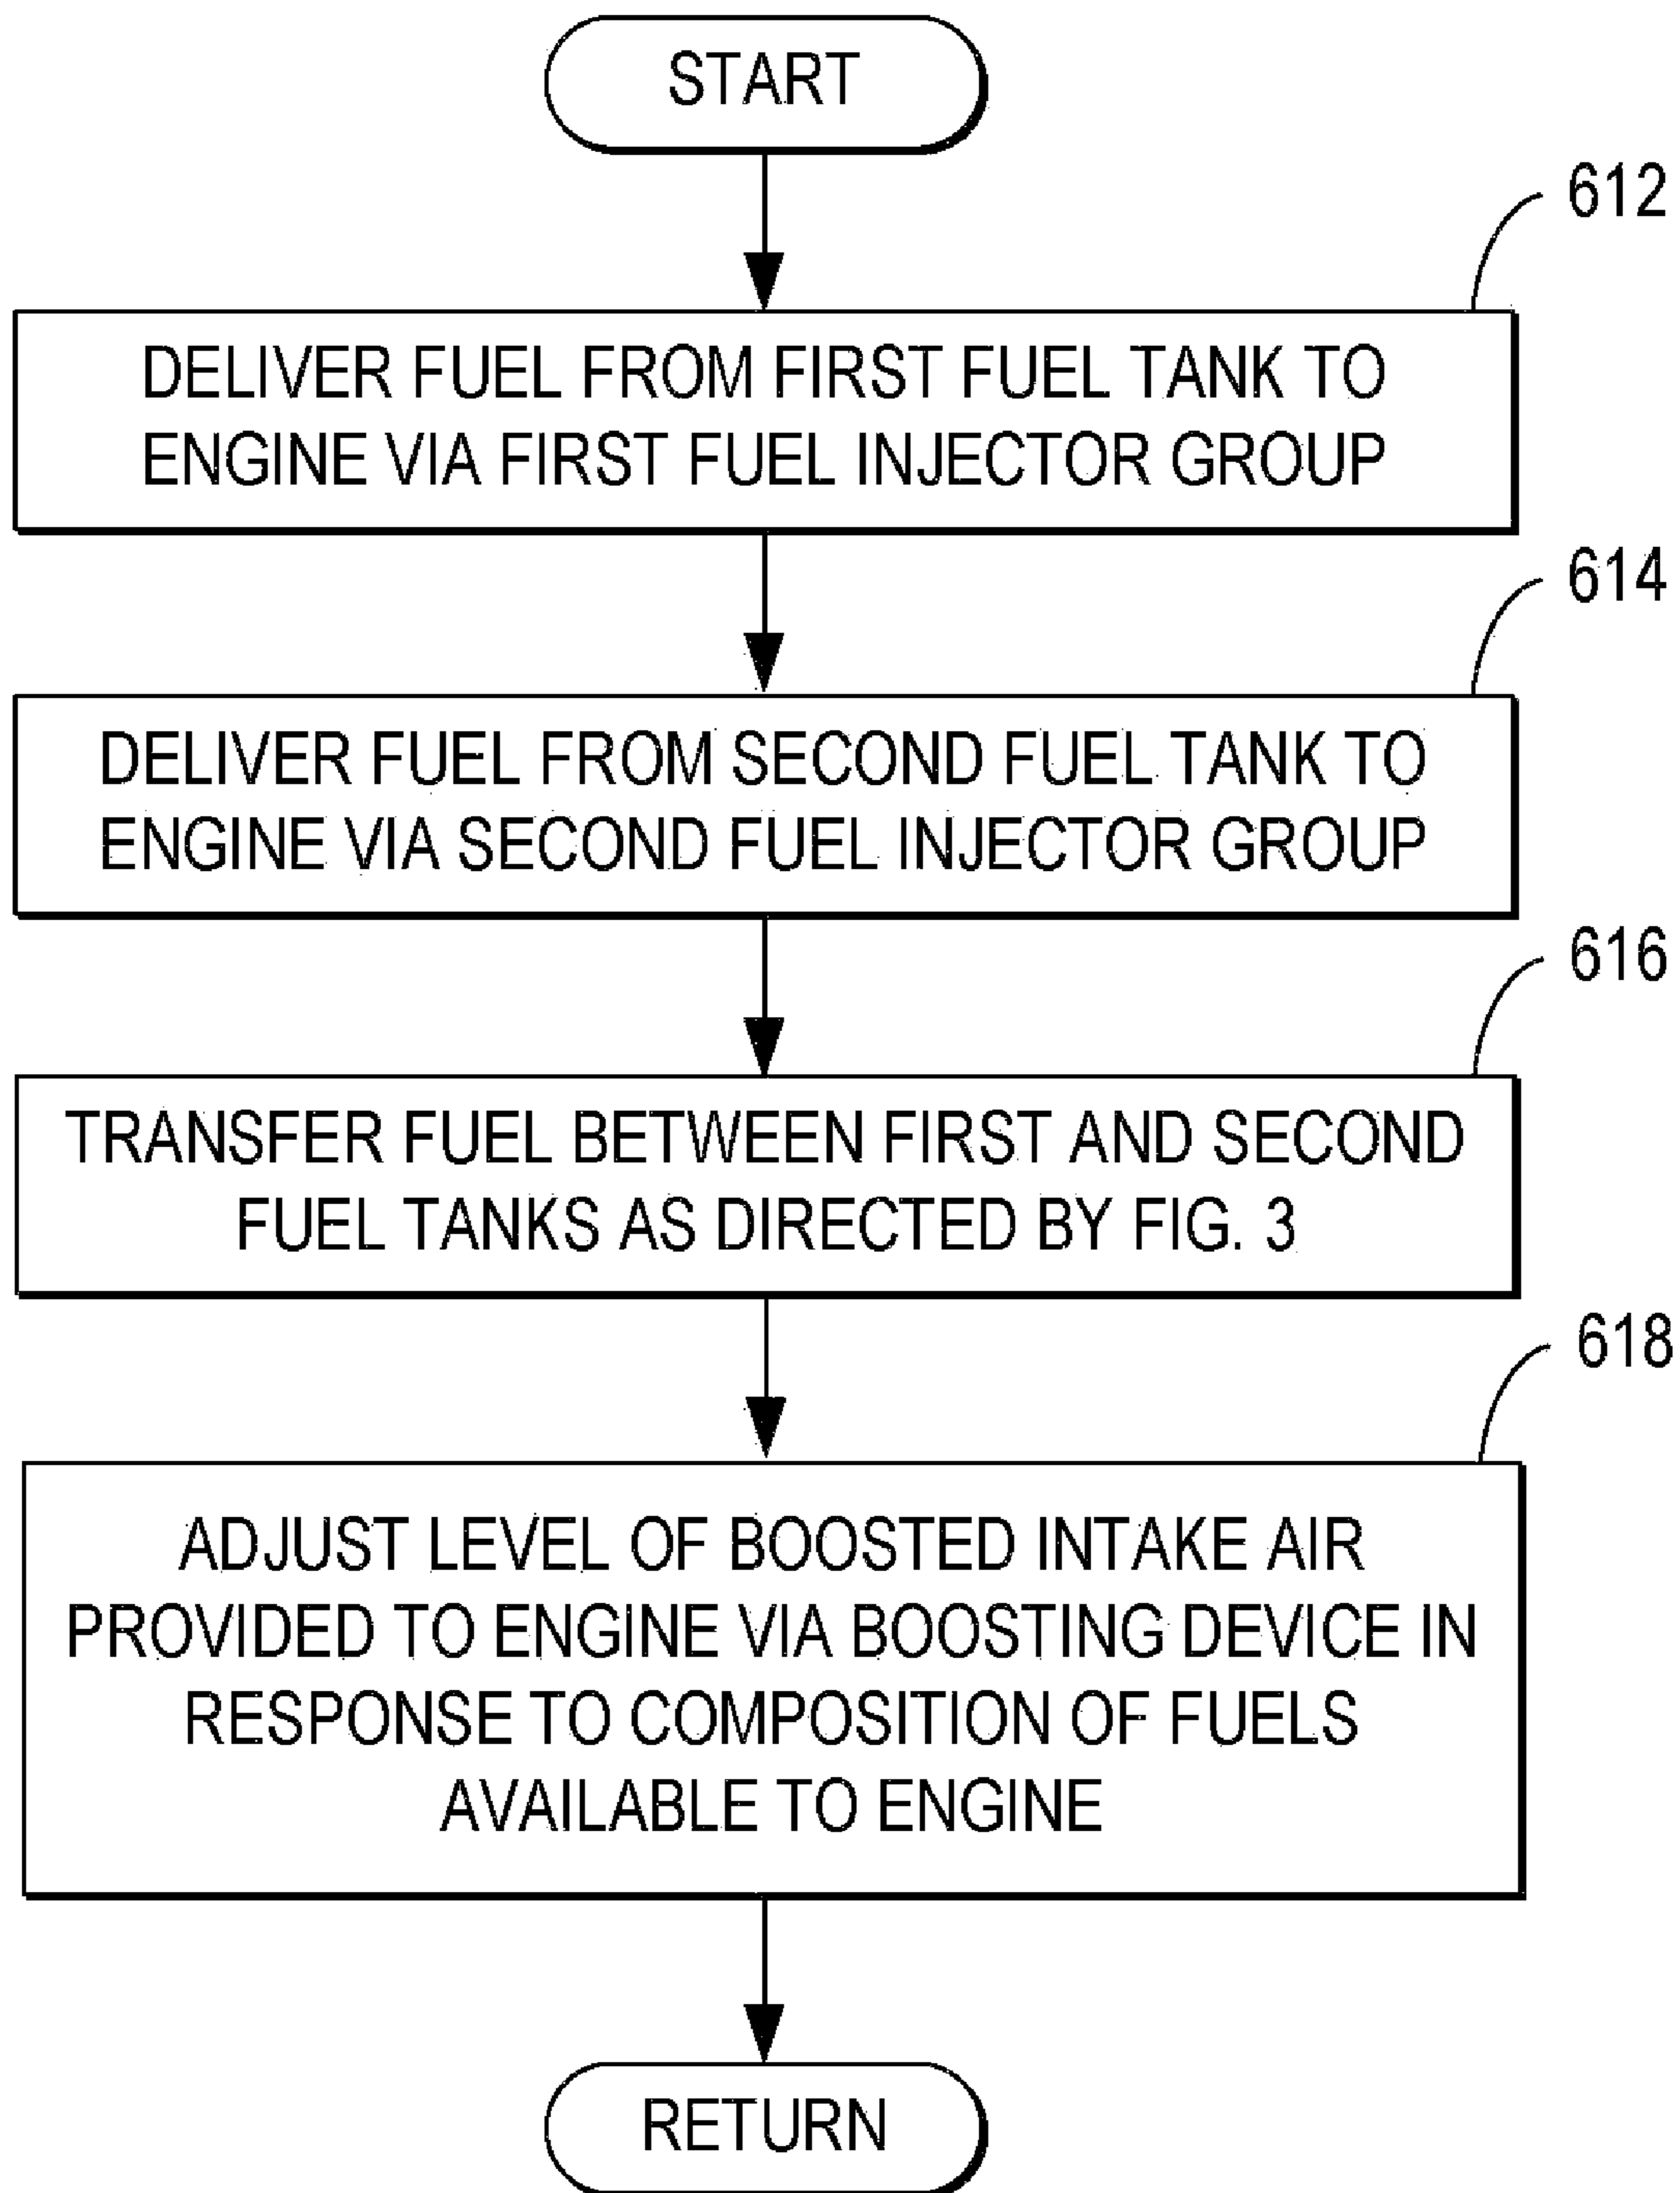 START
612
DELIVER FUEL FROM FIRST FUEL TANK TO
ENGINE VIA FIRST FUEL INJECTOR GROUP
614
DELIVER FUEL FROM SECOND FUEL TANK TO
ENGINE VIA SECOND FUEL INJECTOR GROUP
616
TRANSFER FUEL BETWEEN FIRST AND SECOND
FUEL TANKS AS DIRECTED BY FIG. 3
618
ADJUST LEVEL OF BOOSTED INTAKE AIR
PROVIDED TO ENGINE VIA BOOSTING DEVICE IN
RESPONSE TO COMPOSITION OF FUELS
AVAILABLE TO ENGINE
RETURN